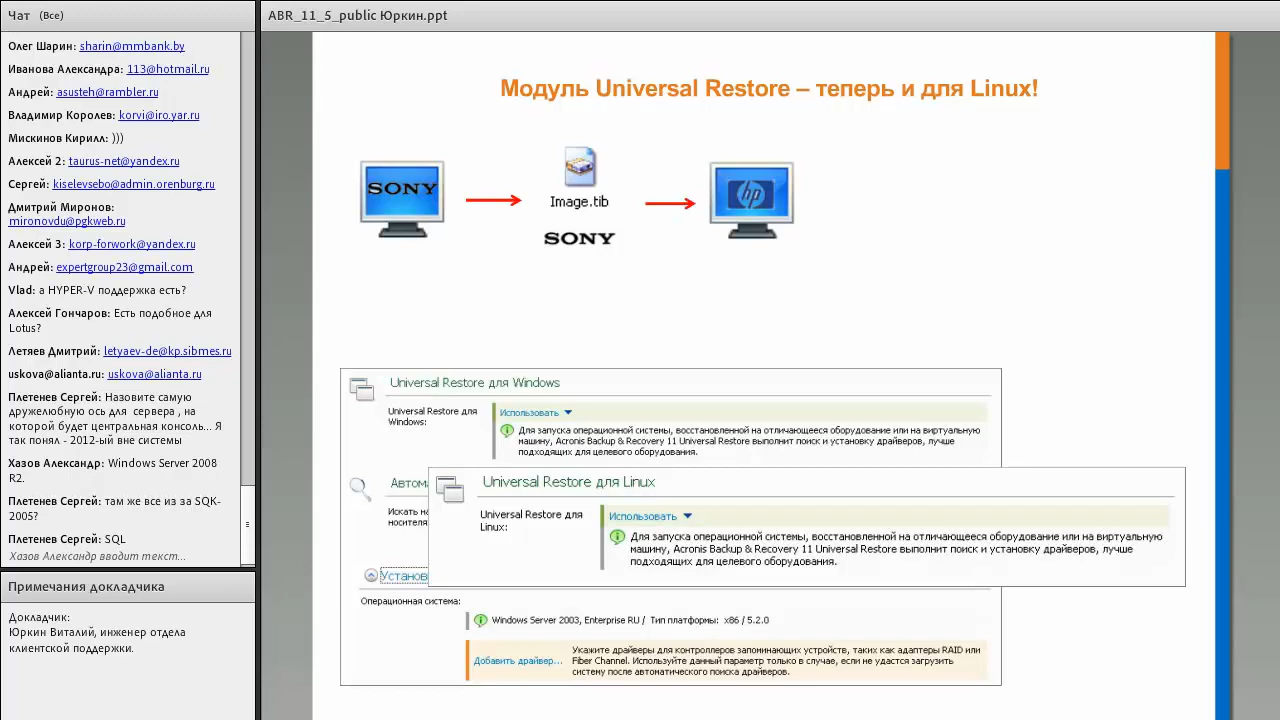 Чат (Все)
Олег Шарин: sharin@mmbank.by
Иванова Александра: 113@hotmail.ru
Андрей: asusteh@rambler.ru
Владимир Королев: korvi@iro.yar.ru
Мискинов Кирилл: )))
Алексей 2: taurus-net@yandex.ru
Сергей: kiselevsebo@admin.orenburg.ru
Дмитрий Миронов:
mironovdu@pgkweb.ru
Алексей 3: korp-forwork@yandex.ru
Андрей: expertgroup23@gmail.com
Vlad: а HYPER-V поддержка есть?
Алексей Гончаров: Есть подобное для
Lotus?
Летяев Дмитрий: letyaev-de@kp.sibmes.ru
uskova@alianta.ru: uskova@alianta.ru
Плетенев Сергей: Назовите самую
дружелюбную ось для сервера , на
которой будет центральная консоль... Я
так понял - 2012-ый вне системы
Хазов Александр: Windows Server 2008
R2.
Плетенев Сергей: там же все из за SQK-
2005?
Плетенев Сергей: SQL
Хазов Александр вводит текст...
Примечания докладчика
Докладчик:
Юркин Виталий, инженер отдела
клиентской поддержки.
ABR_11_5_public Юркин.ppt
Модуль Universal Restore – теперь и для Linux!
SONY
Image.tib
SONY
hp
Universal Restore для Windows
Universal Restore для
Windows:
Использовать
Для запуска операционной системы, восстановленной на отличающееся оборудование или на виртуальную
машину, Acronis Backup & Recovery 11 Universal Restore выполнит поиск и установку драйверов, лучше
подходящих для целевого оборудования.
Автома
Искать на
носителя
Universal Restore для Linux
Universal Restore для
Linux:
Использовать
Для запуска операционной системы, восстановленной на отличающееся оборудование или на виртуальную
машину, Acronis Backup & Recovery 11 Universal Restore выполнит поиск и установку драйверов, лучше
подходящих для целевого оборудования.
Установ
Операционная система:
Windows Server 2003, Enterprise RU / Тип платформы: x86 / 5.2.0
Добавить драйвер...
Укажите драйверы для контроллеров запоминающих устройств, таких как адаптеры RAID или
Fiber Channel. Используйте данный параметр только в случае, если не удастся загрузить
систему после автоматического поиска драйверов.